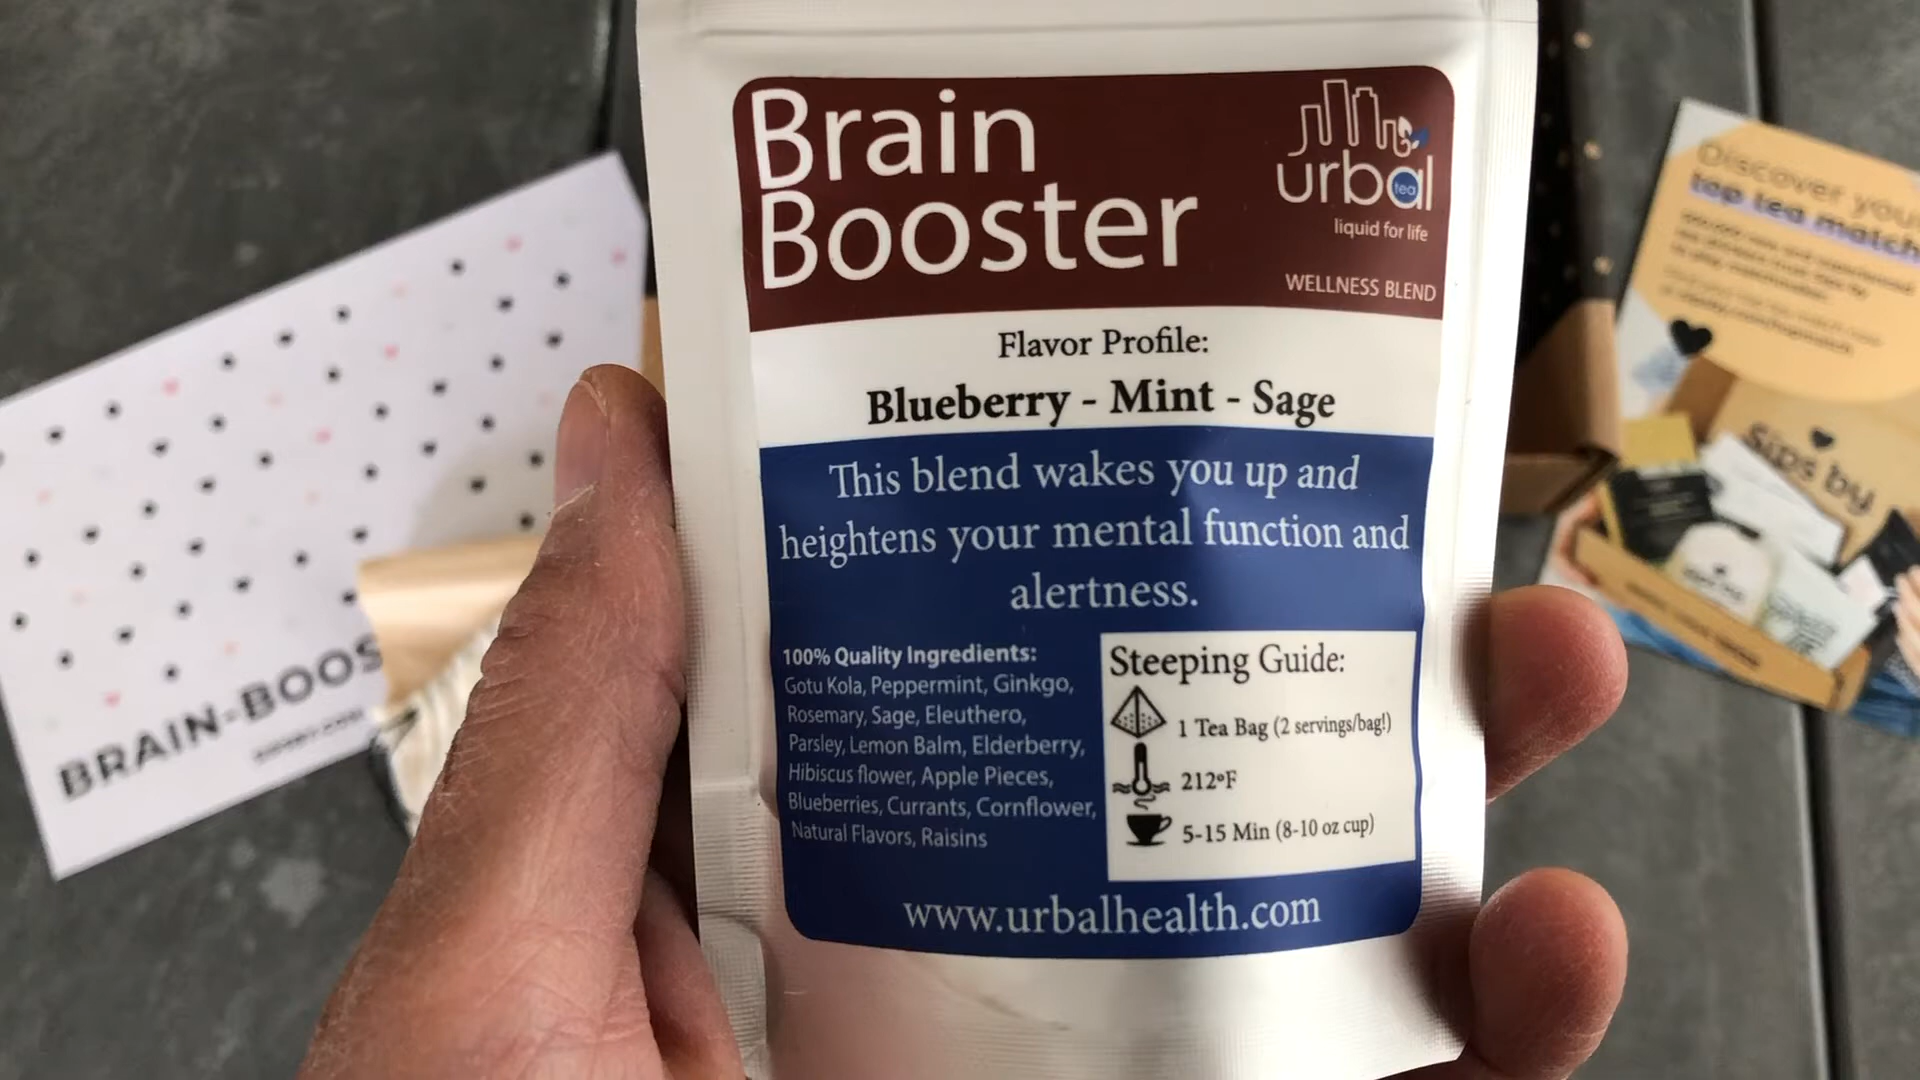 Brain
Booster
urbal
tea
liquid for life
WELLNESS BLEND
Flavor Profile:
Blueberry - Mint - Sage
This blend wakes you up and
heightens your mental function and
alertness.
100% Quality Ingredients:
Gotu Kola, Peppermint, Ginkgo,
Rosemary, Sage, Eleuthero,
Parsley, Lemon Balm, Elderberry,
Hibiscus flower, Apple Pieces,
Blueberries, Currants, Cornflower,
Natural Flavors, Raisins
Steeping Guide:
1 Tea Bag (2 servings/bag!)
212ºF
5-15 Min (8-10 oz cup)
www.urbalhealth.com
BRAIN-BOOS
Discover your
top tea match
Sips by